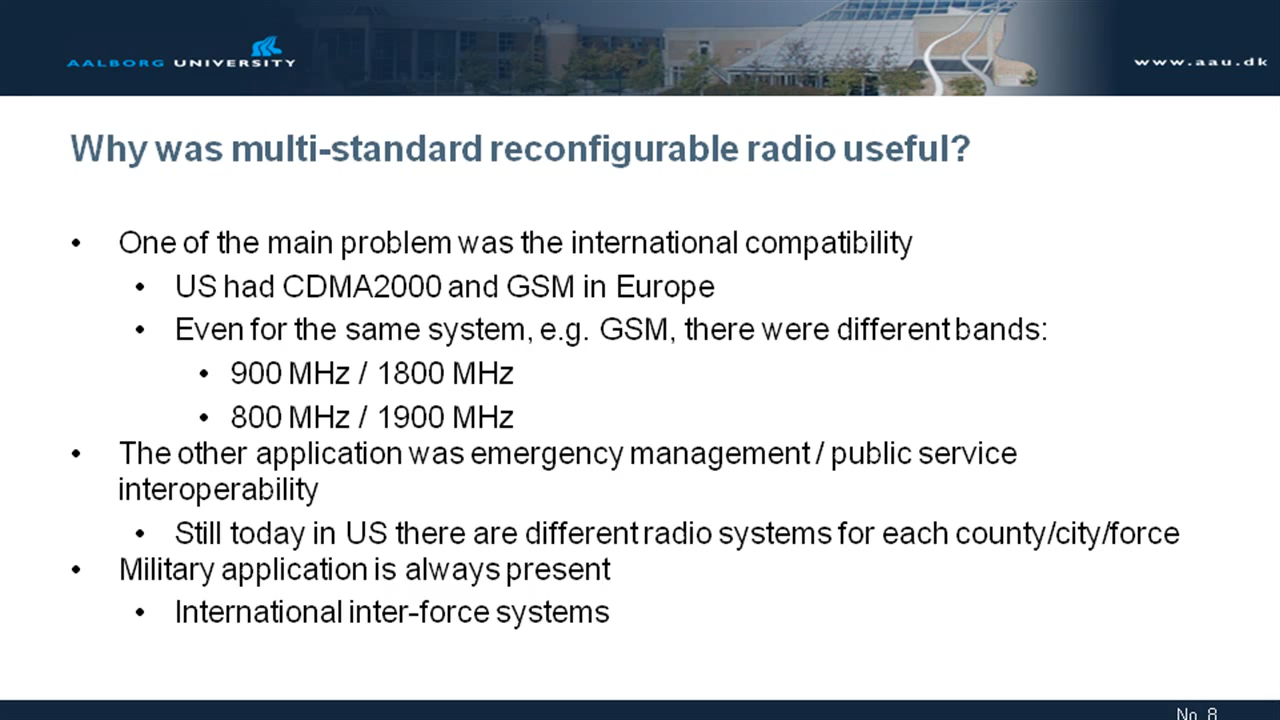 AALBORG UNIVERSITY
www.aau.dk
Why was multi-standard reconfigurable radio useful?
• One of the main problem was the international compatibility
• US had CDMA2000 and GSM in Europe
• Even for the same system, e.g. GSM, there were different bands:
• 900 MHz / 1800 MHz
• 800 MHz / 1900 MHz
• The other application was emergency management / public service
interoperability
• Still today in US there are different radio systems for each county/city/force
• Military application is always present
• International inter-force systems
No. 8